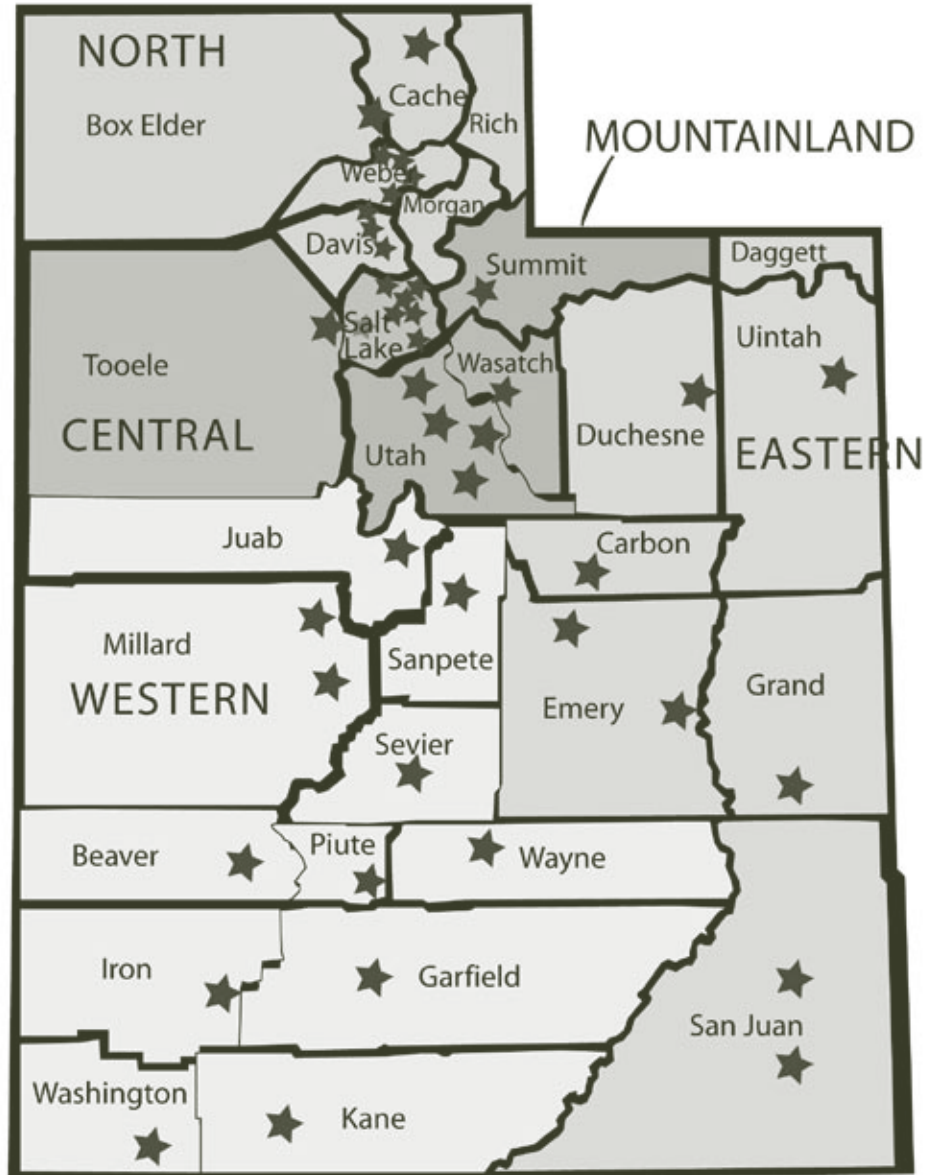 NORTH
Cache
Box Elder
Rich
MOUNTAINLAND
Weber
Morgan
Davis
Summit
Daggett
Salt
Lake
Uintah
Tooele
Wasatch
CENTRAL
Duchesne
Utah
EASTERN
Juab
Carbon
Millard
Sanpete
WESTERN
Grand
Emery
Sevier
Piute
Beaver
Wayne
Iron
Garfield
San Juan
Washington
Kane